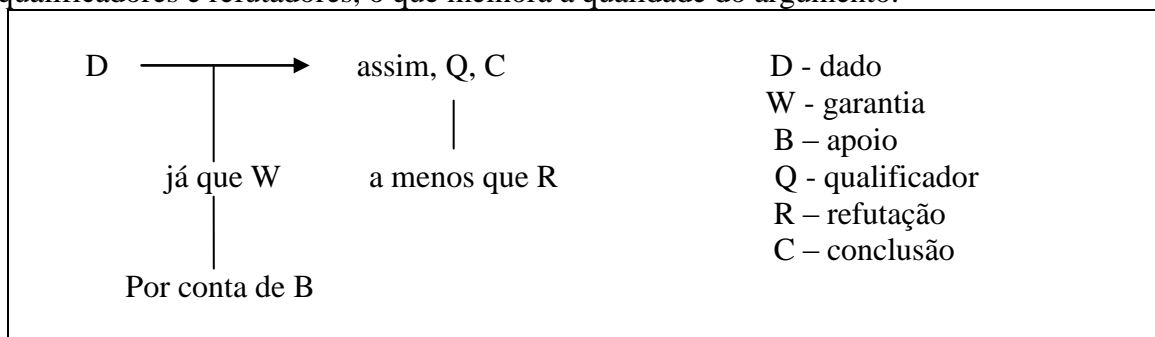 qualificadores e refutadores, o que melhora a qualidade do argumento.
D assim, Q, C D - dado
W - garantia
B – apoio
já que W a menos que R Q - qualificador
R – refutação
C – conclusão
Por conta de B